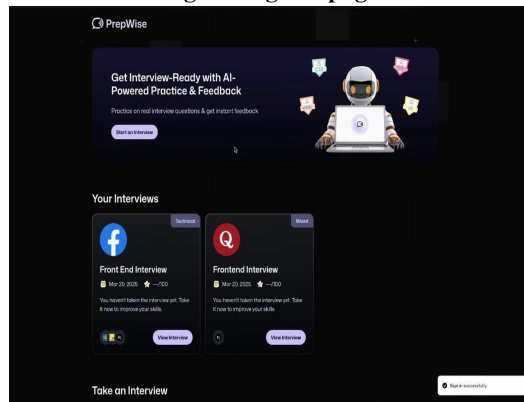 PrepWise
Get Interview-Ready with AI-
Powered Practice & Feedback
Practice on real interview questions & get instant feedback
Start an Interview
Your Interviews
Technical
Front End Interview
Mar 20, 2025 ---/100
You haven't taken the interview yet. Take
it now to improve your skills.
View Interview
Mixed
Frontend Interview
Mar 20, 2025 ---/100
You haven't taken the interview yet. Take
it now to improve your skills.
View Interview
Take an Interview
Sign in successfully.